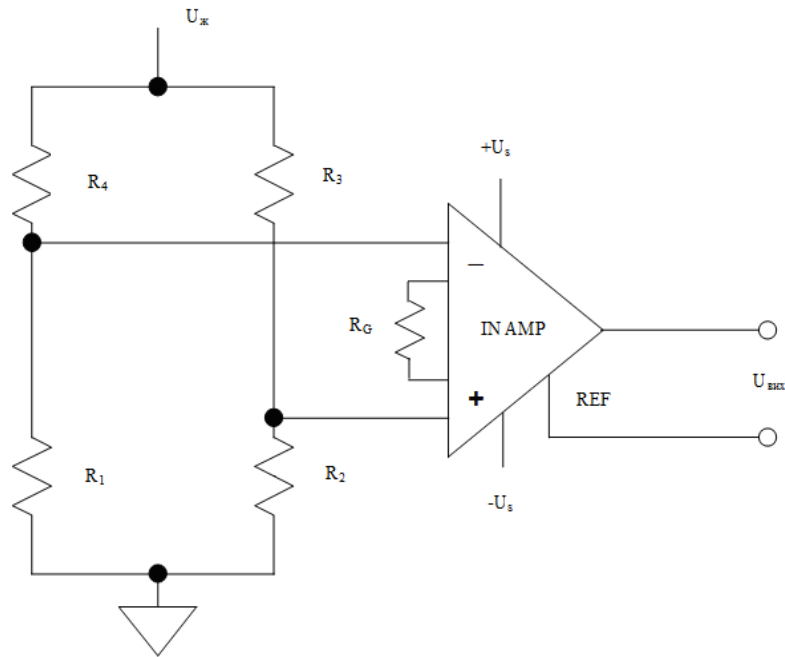 Uж
+Us
R4
R3
–
RG
IN AMP
+
REF
Uвих
R1
R2
-Us